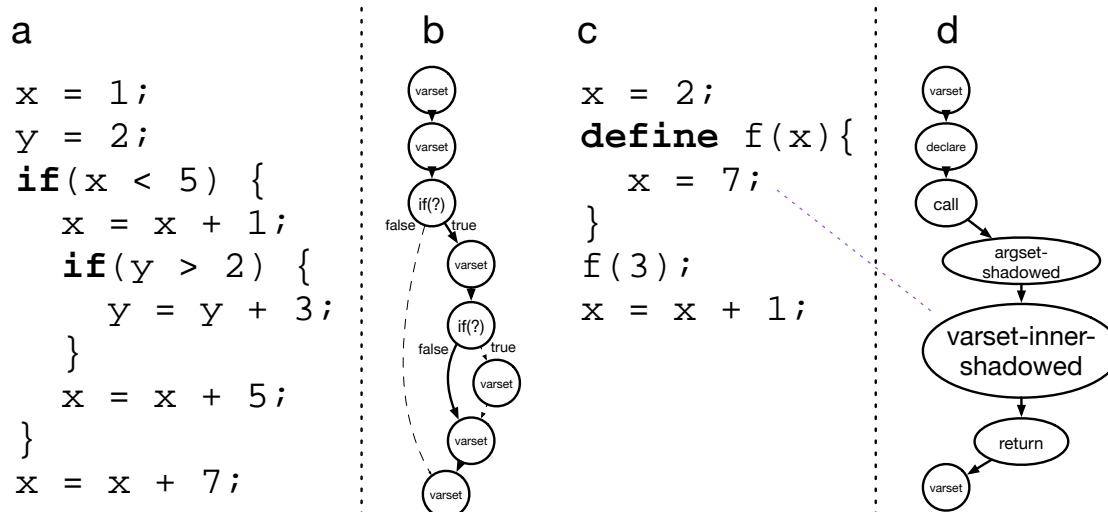 a
x = 1;
y = 2;
if(x < 5) {
x = x + 1;
if(y > 2) {
y = y + 3;
}
x = x + 5;
}
x = x + 7;
b
varset
varset
if(?)
false
true
varset
if(?)
false
true
varset
varset
varset
c
x = 2;
define f(x){
x = 7;
}
f(3);
x = x + 1;
d
varset
declare
call
argset-
shadowed
varset-inner-
shadowed
return
varset